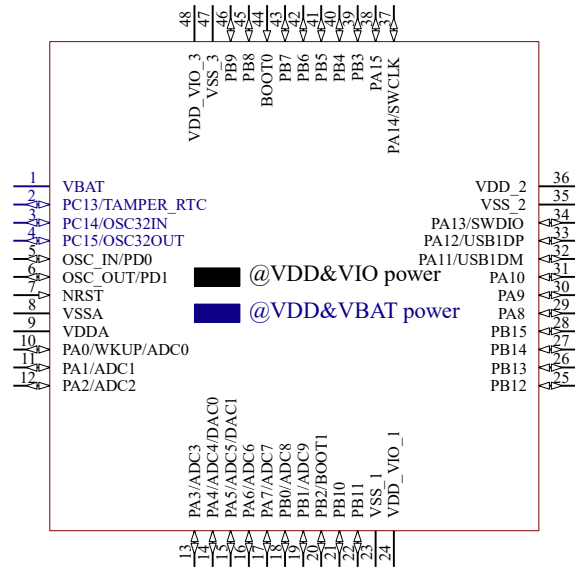 48
47
46
45
44
43
42
41
40
39
38
37
VDD_VIO_3
VSS_3
PB9
PB8
BOOT0
PB7
PB6
PB5
PB4
PB3
PA15
PA14/SWCLK
1 VBAT
2 PC13/TAMPER_RTC
3 PC14/OSC32IN
4 PC15/OSC32OUT
5 OSC_IN/PD0
6 OSC_OUT/PD1
7 NRST
8 VSSA
9 VDDA
10 PA0/WKUP/ADC0
11 PA1/ADC1
12 PA2/ADC2
@VDD&VIO power
@VDD&VBAT power
VDD_2 36
VSS_2 35
PA13/SWDIO 34
PA12/USB1DP 33
PA11/USB1DM 32
PA10 31
PA9 30
PA8 29
PB15 28
PB14 27
PB13 26
PB12 25
PA3/ADC3
PA4/ADC4/DAC0
PA5/ADC5/DAC1
PA6/ADC6
PA7/ADC7
PB0/ADC8
PB1/ADC9
PB2/BOOT1
PB10
PB11
VSS_1
VDD_VIO_1
13
14
15
16
17
18
19
20
21
22
23
24